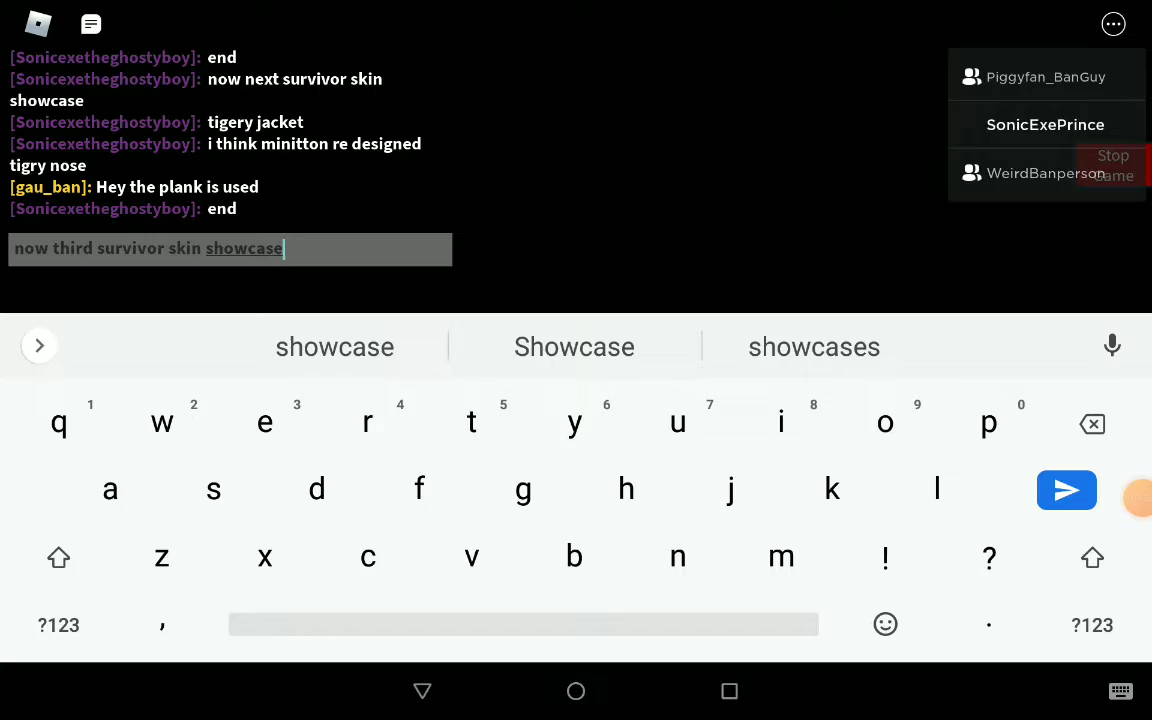 [Sonicexetheghostyboy]: end
[Sonicexetheghostyboy]: now next survivor skin
showcase
[Sonicexetheghostyboy]: tigery jacket
[Sonicexetheghostyboy]: i think minitton re designed
tigry nose
[gau_ban]: Hey the plank is used
[Sonicexetheghostyboy]: end
now third survivor skin showcase
Piggyfan_BanGuy
SonicExePrince
Stop
Game
WeirdBanperson
showcase Showcase showcases
1 2 3 4 5 6 7 8 9 0
q w e r t y u i o p
a s d f g h j k l
z x c v b n m ! ?
?123 , . ?123